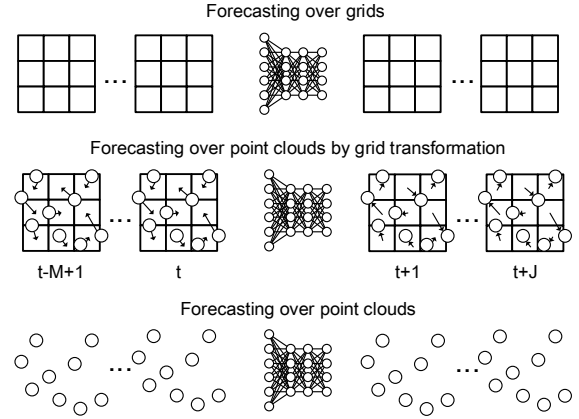 Forecasting over grids
... ...
Forecasting over point clouds by grid transformation
... ...
t-M+1 t t+1 t+J
Forecasting over point clouds
... ...